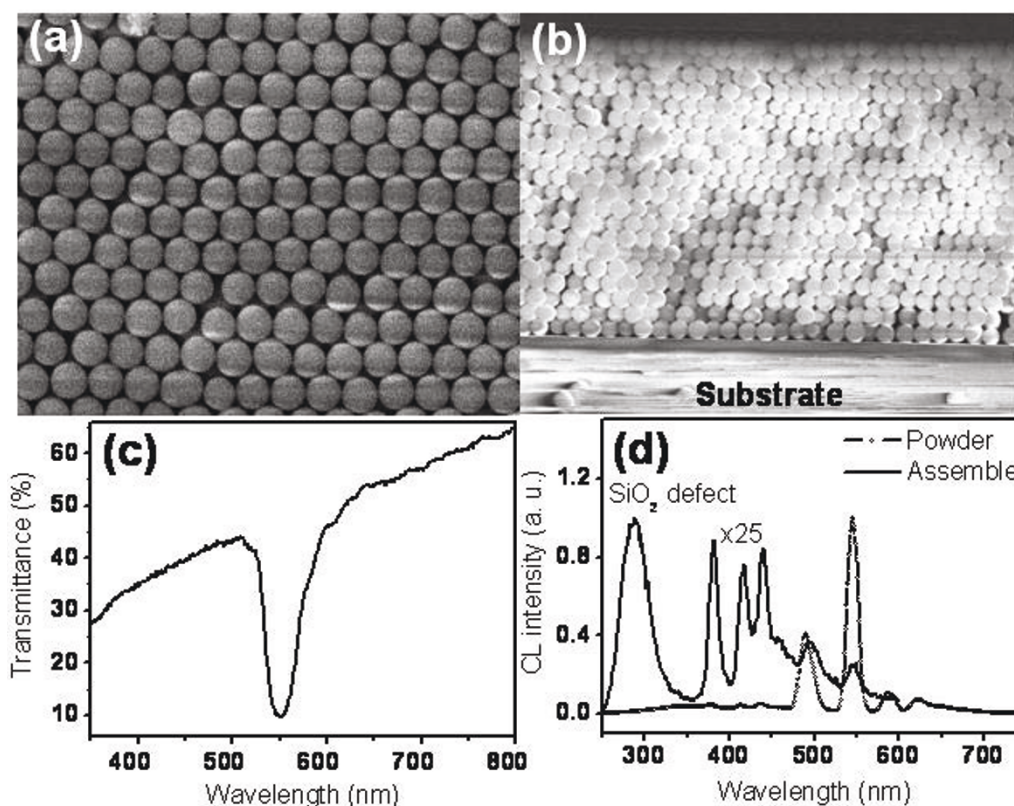 (a)
(b)
Substrate
(c)
Transmittance (%)
60
50
40
30
20
10
400 500 600 700 800
Wavelength (nm)
(d)
Powder
Assemble
SiO₂ defect
x25
CL intensity (a. u.)
1.2
0.8
0.4
0.0
300 400 500 600 700
Wavelength (nm)